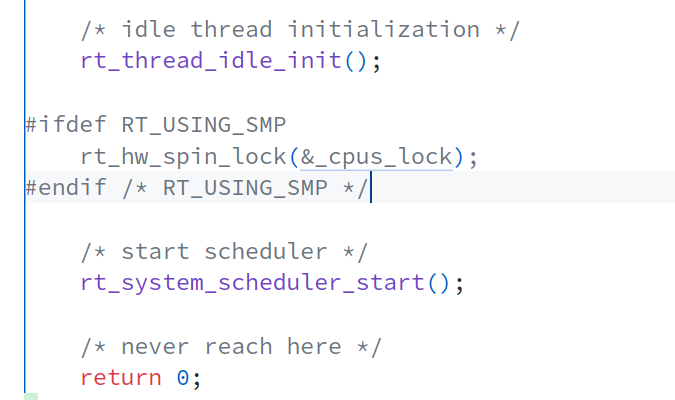 /* idle thread initialization */
rt_thread_idle_init();
#ifdef RT_USING_SMP
rt_hw_spin_lock(&_cpus_lock);
#endif /* RT_USING_SMP */
/* start scheduler */
rt_system_scheduler_start();
/* never reach here */
return 0;